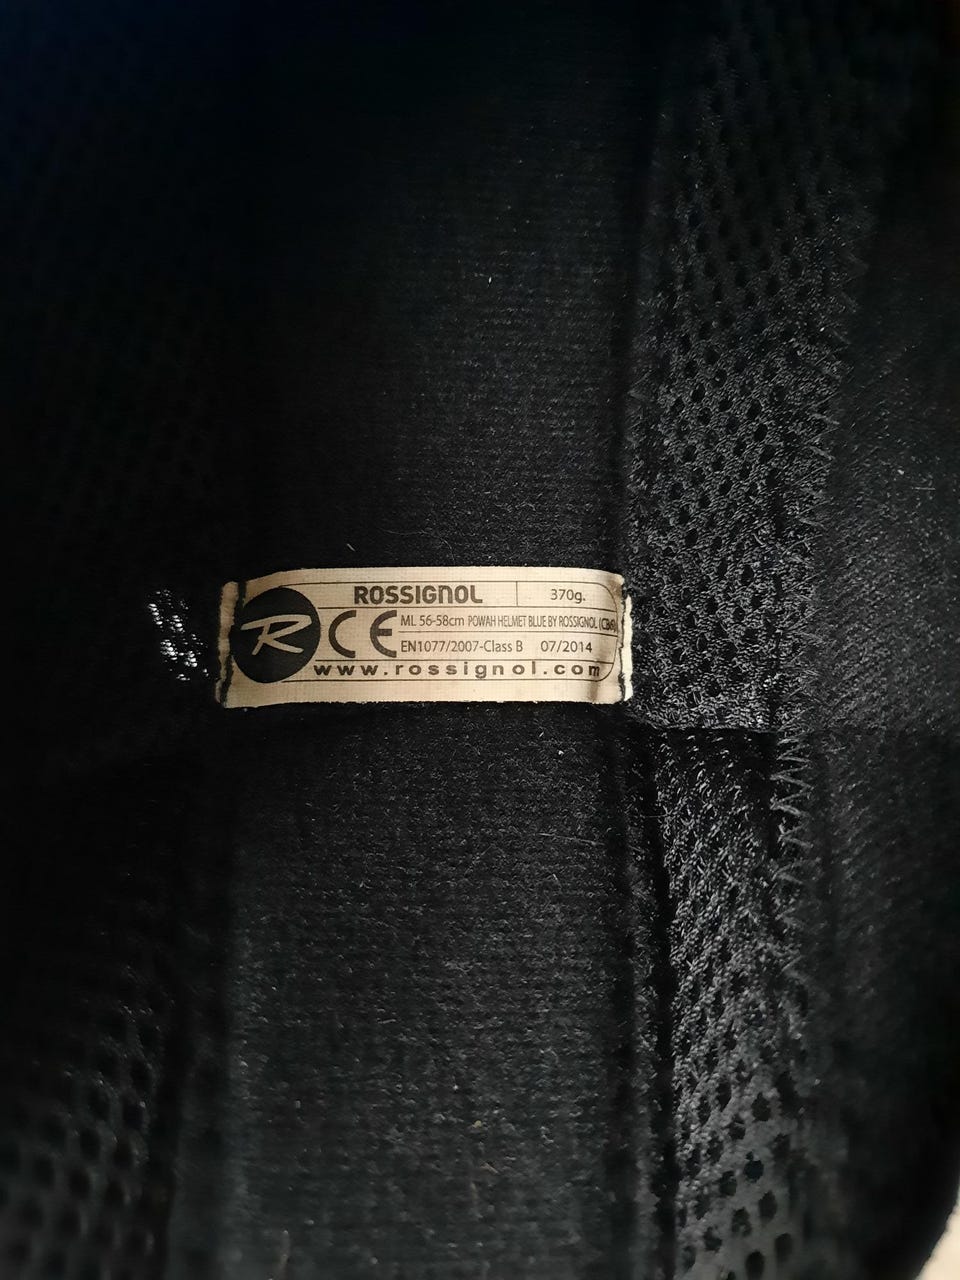 ROSSIGNOL 370g.
R CE ML 56-58cm POWAH HELMET BLUE BY ROSSIGNOL
EN1077/2007-Class B 07/2014
www.rossignol.com